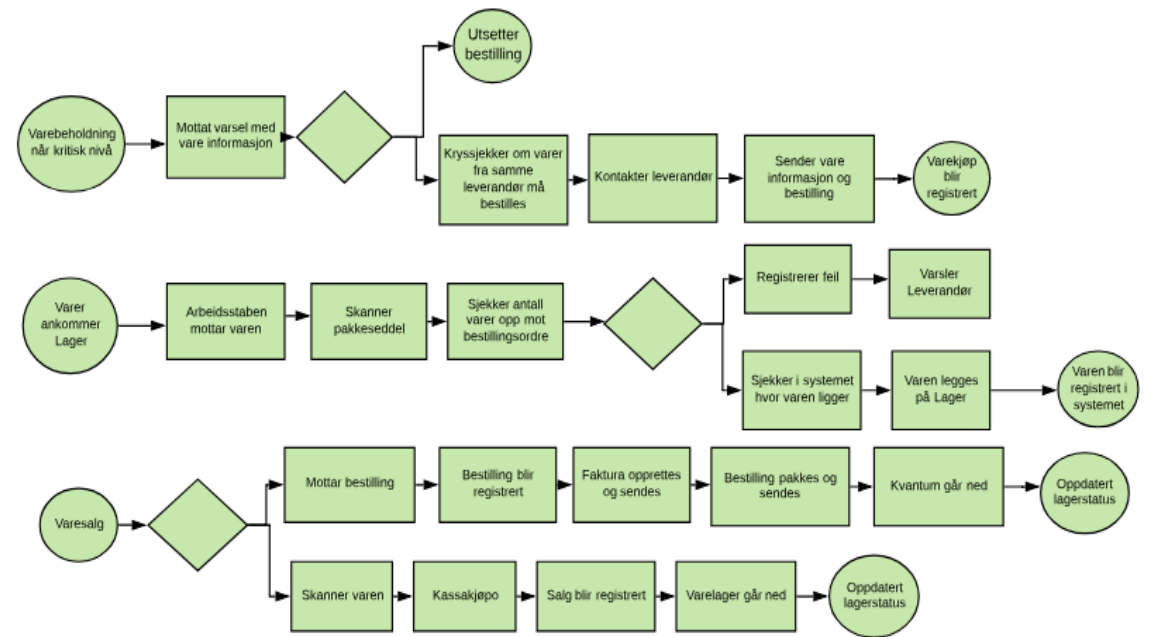 Utsetter
bestilling
Varebeholdning
når kritisk nivå
Mottat varsel med
vare informasjon
Kryssjekker om varer
fra samme
leverandør må
bestilles
Kontakter leverandør
Sender vare
informasjon og
bestilling
Varekjøp
blir
registrert
Varer
ankommer
Lager
Arbeidsstaben
mottar varen
Skanner
pakkeseddel
Sjekker antall
varer opp mot
bestillingsordre
Registrerer feil
Varsler
Leverandør
Sjekker i systemet
hvor varen ligger
Varen legges
på Lager
Varen blir
registrert i
systemet
Varesalg
Mottar bestilling
Bestilling blir
registrert
Faktura opprettes
og sendes
Bestilling pakkes og
sendes
Kvantum går ned
Oppdatert
lagerstatus
Skanner varen
Kassakjøpo
Salg blir registrert
Varelager går ned
Oppdatert
lagerstatus